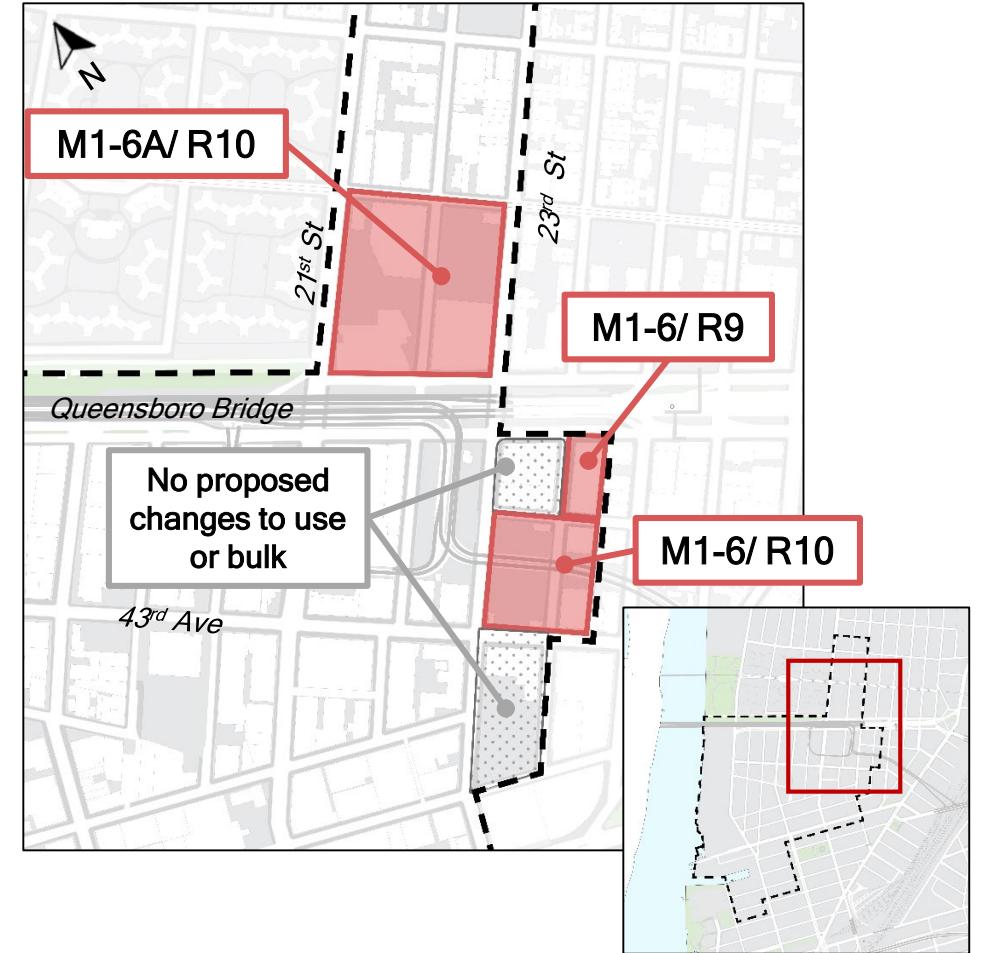 N
M1-6A/ R10
21st St
23rd St
M1-6/ R9
Queensboro Bridge
No proposed
changes to use
or bulk
M1-6/ R10
43rd Ave